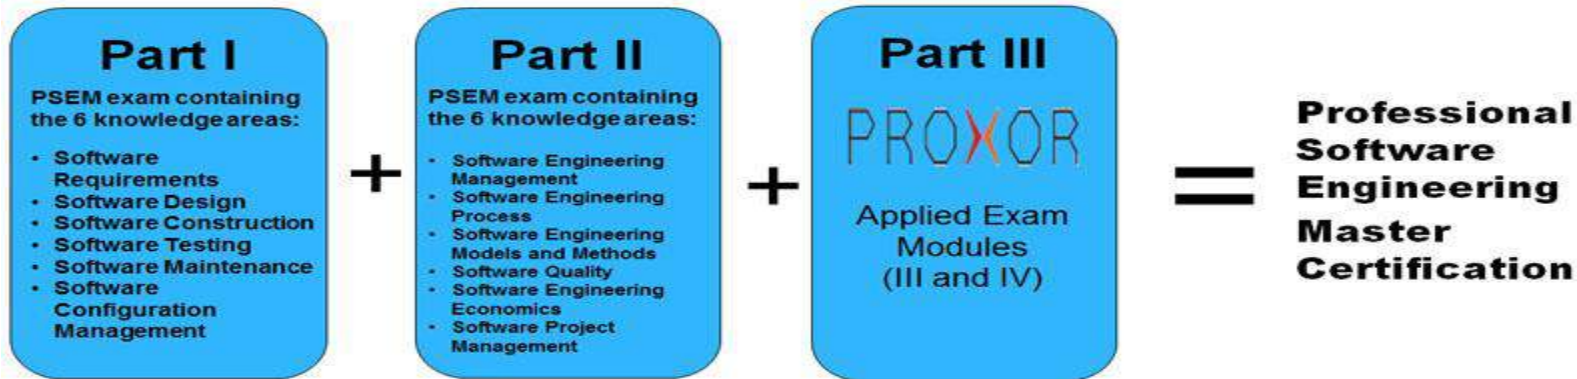 Part I
PSEM exam containing
the 6 knowledge areas:
• Software
Requirements
• Software Design
• Software Construction
• Software Testing
• Software Maintenance
• Software
Configuration
Management
+
Part II
PSEM exam containing
the 6 knowledge areas:
• Software Engineering
Management
• Software Engineering
Process
• Software Engineering
Models and Methods
• Software Quality
• Software Engineering
Economics
• Software Project
Management
+
Part III
PROXOR
Applied Exam
Modules
(III and IV)
=
Professional
Software
Engineering
Master
Certification